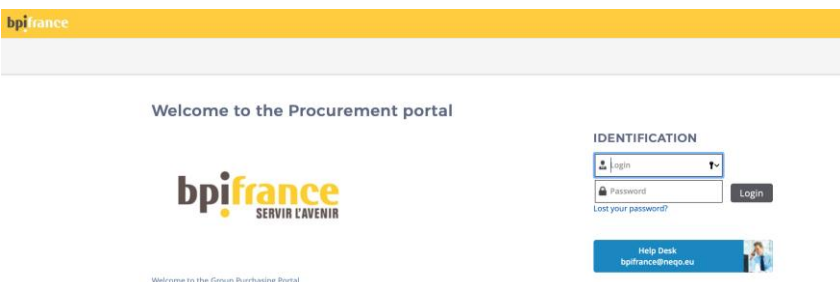 bpifrance
Welcome to the Procurement portal
bpifrance
SERVIR L'AVENIR
IDENTIFICATION
Login
Password
Login
Lost your password?
Help Desk
bpifrance@neqo.eu
Welcome to the Group Purchasing Portal